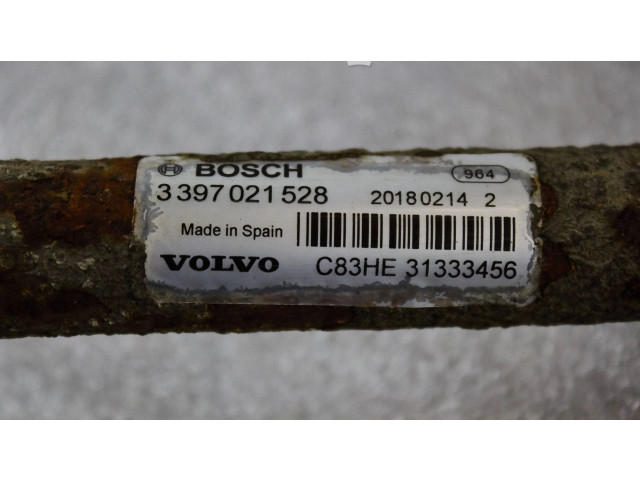 BOSCH 964
3 397 021 528 20180214 2
Made in Spain
VOLVO C83HE 31333456